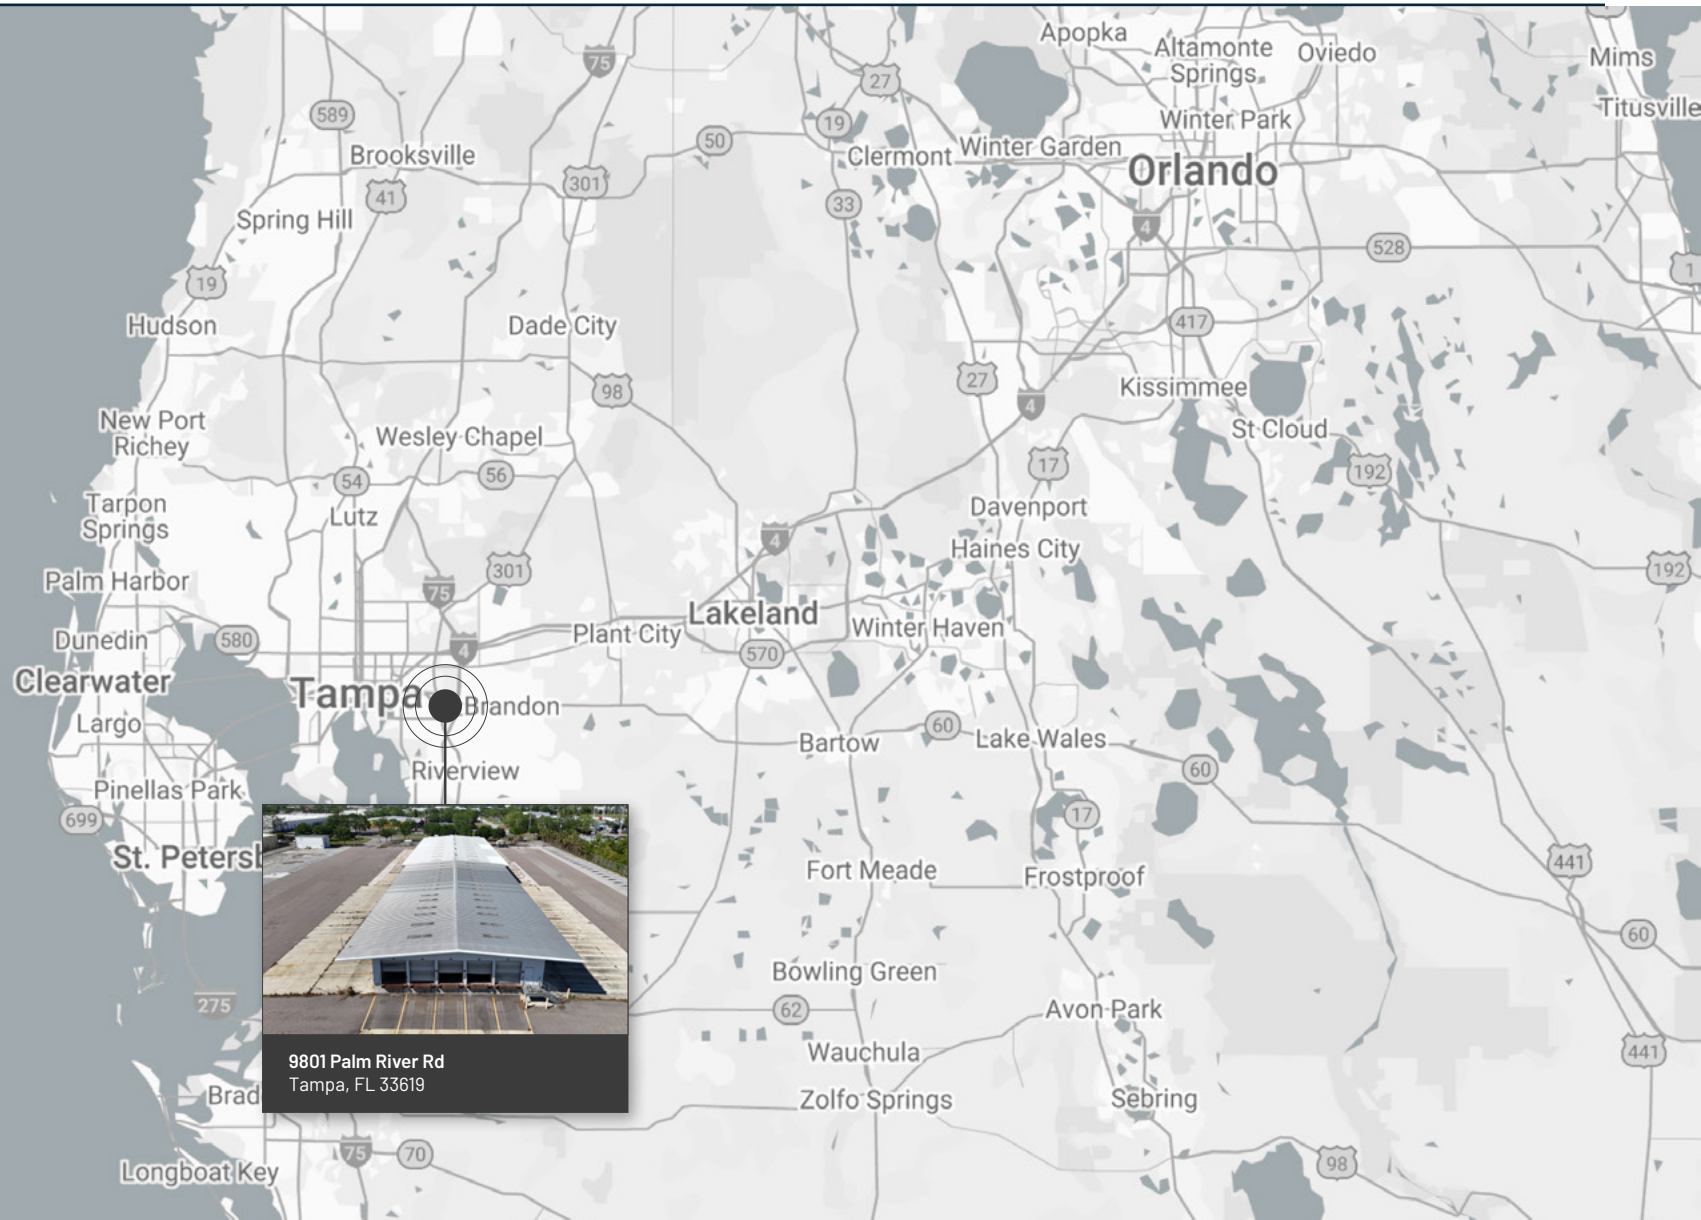 Apopka
Altamonte
Springs
Oviedo
Mims
75
27
Titusville
589
19
50
Winter Park
Brooksville
Clermont
Winter Garden
Orlando
301
41
33
Spring Hill
4
528
1
19
Hudson
Dade City
417
98
27
Kissimmee
4
New Port
Richey
Wesley Chapel
St Cloud
17
192
54
56
Tarpon
Springs
Lutz
Davenport
4
Haines City
301
192
Palm Harbor
75
Lakeland
Dunedin
580
Plant City
Winter Haven
4
570
Clearwater
Tampa
Brandon
Largo
60
Bartow
Lake Wales
Riverview
60
Pinellas Park
699
17
St. Petersb
Fort Meade
Frostproof
441
60
Bowling Green
275
62
Avon Park
Wauchula
441
9801 Palm River Rd
Tampa, FL 33619
Brad
Zolfo Springs
Sebring
75
70
98
Longboat Key